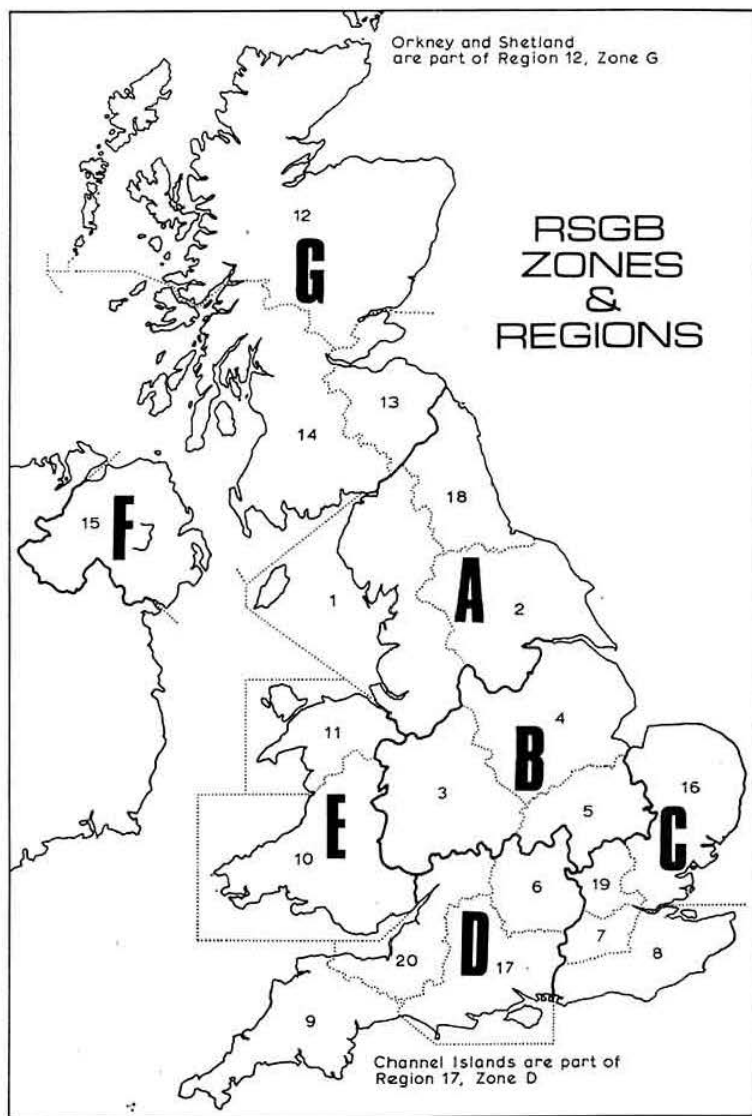 Orkney and Shetland
are part of Region 12, Zone G
RSGB
ZONES
&
REGIONS
12
G
13
14
18
15
F
1
A
2
11
4
B
3
5
16
C
E
10
6
19
7
8
D
20
17
9
Channel Islands are part of
Region 17, Zone D